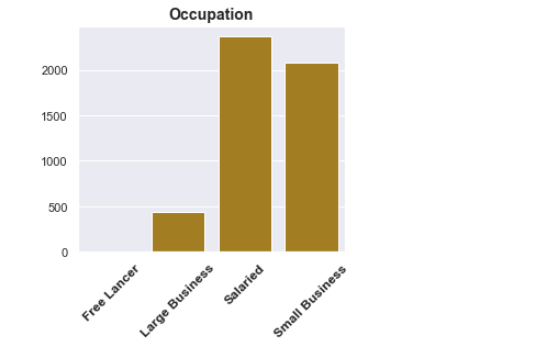 Occupation
2000
1500
1000
500
0
Free Lancer
Large Business
Salaried
Small Business